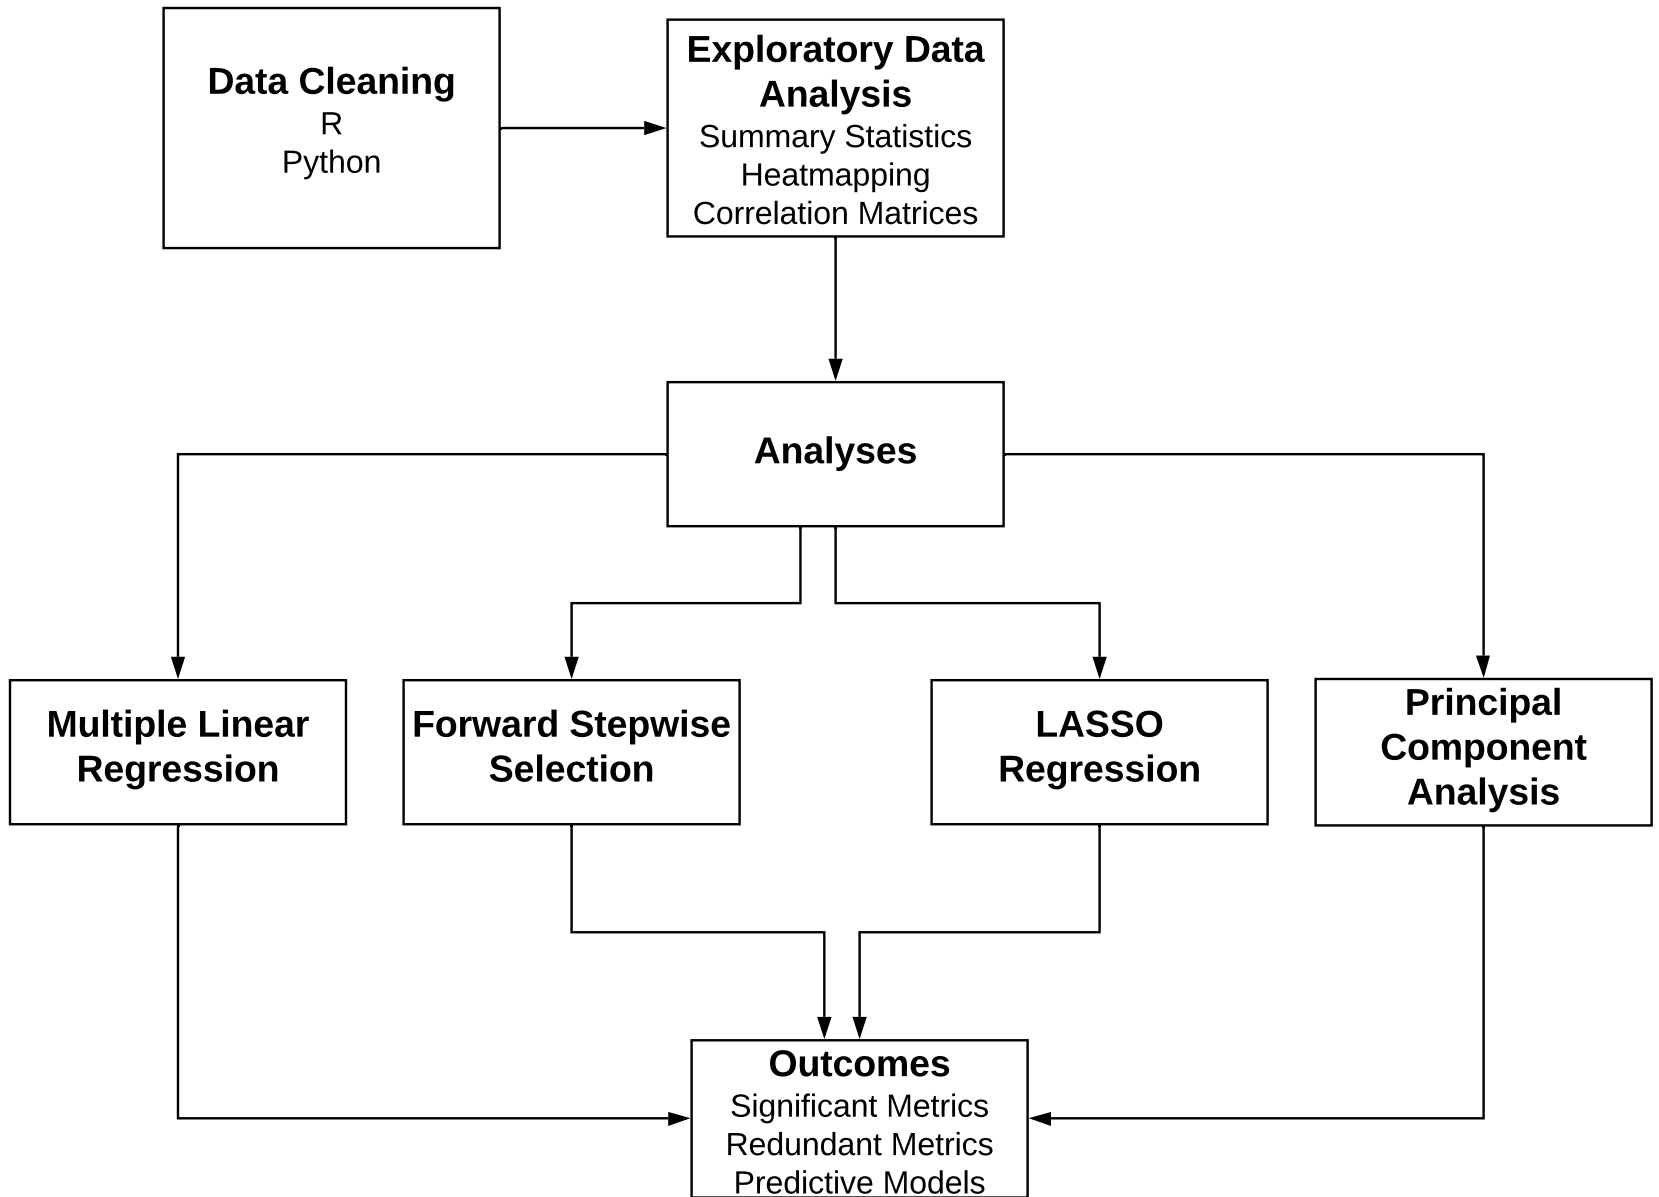 Data Cleaning
R
Python
Exploratory Data
Analysis
Summary Statistics
Heatmapping
Correlation Matrices
Analyses
Multiple Linear
Regression
Forward Stepwise
Selection
LASSO
Regression
Principal
Component
Analysis
Outcomes
Significant Metrics
Redundant Metrics
Predictive Models